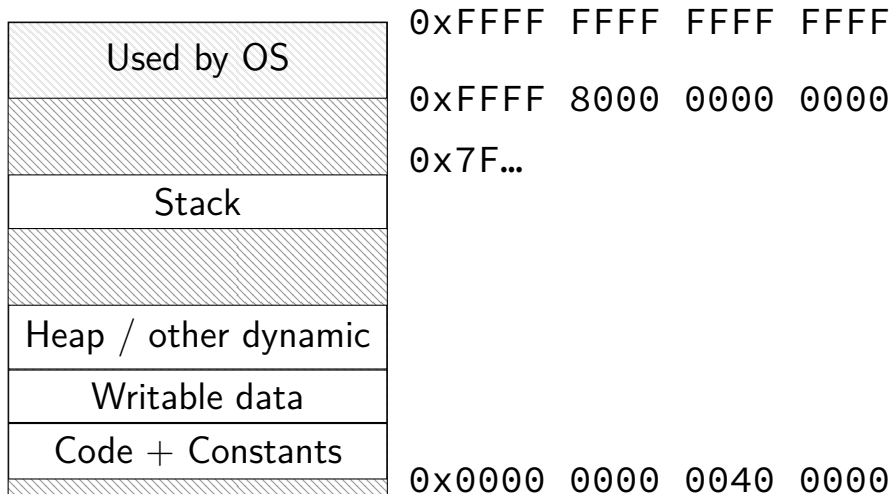 0xFFFF FFFF FFFF FFFF
Used by OS
0xFFFF 8000 0000 0000
0x7F…
Stack
Heap / other dynamic
Writable data
Code + Constants
0x0000 0000 0040 0000